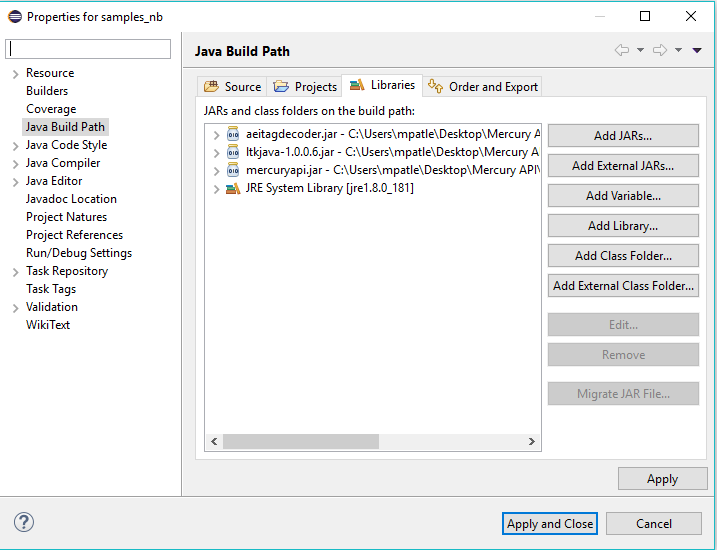 Properties for samples_nb
Java Build Path
Resource
Builders
Coverage
Java Build Path
Java Code Style
Java Compiler
Java Editor
Javadoc Location
Project Natures
Project References
Run/Debug Settings
Task Repository
Task Tags
Validation
WikiText
Source Projects Libraries Order and Export
JARs and class folders on the build path:
aeitagdecoder.jar - C:\Users\mpatle\Desktop\Mercury A
ltkjava-1.0.0.6.jar - C:\Users\mpatle\Desktop\Mercury A
mercuryapi.jar - C:\Users\mpatle\Desktop\Mercury API\
JRE System Library [jre1.8.0_181]
Add JARs...
Add External JARs...
Add Variable...
Add Library...
Add Class Folder...
Add External Class Folder...
Edit...
Remove
Migrate JAR File...
Apply
?
Apply and Close
Cancel